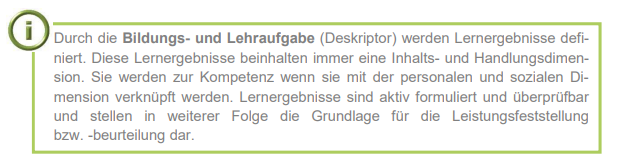 i
Durch die Bildungs- und Lehraufgabe (Deskriptor) werden Lernergebnisse defi-
niert. Diese Lernergebnisse beinhalten immer eine Inhalts- und Handlungsdimen-
sion. Sie werden zur Kompetenz wenn sie mit der personalen und sozialen Di-
mension verknüpft werden. Lernergebnisse sind aktiv formuliert und überprüfbar
und stellen in weiterer Folge die Grundlage für die Leistungsfeststellung
bzw. -beurteilung dar.